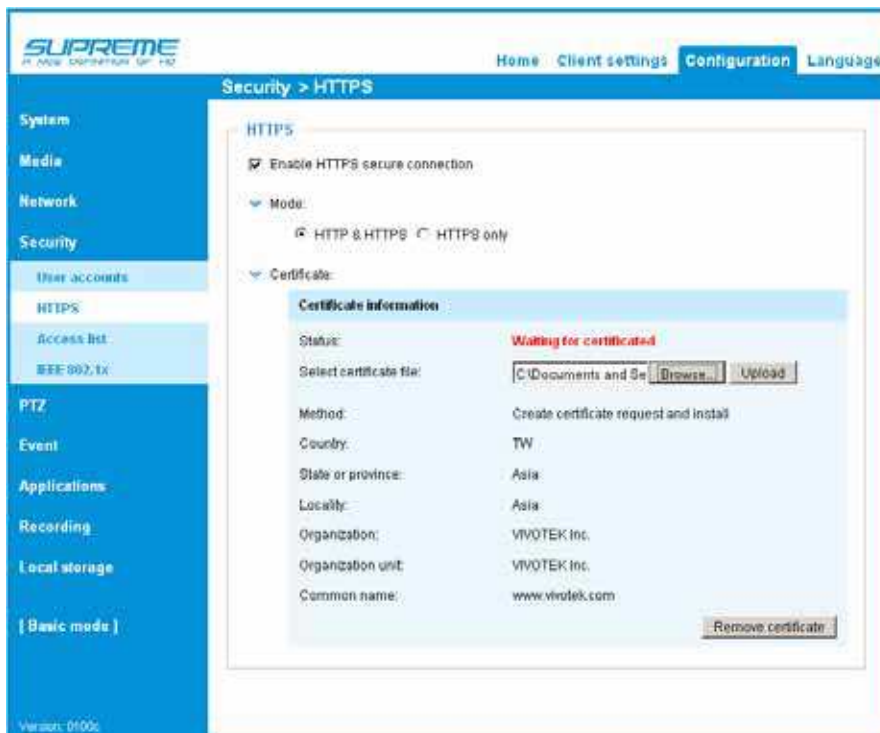 SUPREME
A NEW DEFINITION OF HD
Home Client settings Configuration Language
Security > HTTPS
System
Media
Network
Security
User accounts
HTTPS
Access list
IEEE 802.1x
PTZ
Event
Applications
Recording
Local storage
[ Basic mode ]
Version: 0100c
HTTPS
Enable HTTPS secure connection
Mode:
HTTP & HTTPS HTTPS only
Certificate:
Certificate information
Status: Waiting for certificated
Select certificate file: C:\Documents and Se Browse... Upload
Method: Create certificate request and install
Country: TW
State or province: Asia
Locality: Asia
Organization: VIVOTEK Inc.
Organization unit: VIVOTEK Inc.
Common name: www.vivotek.com
Remove certificate